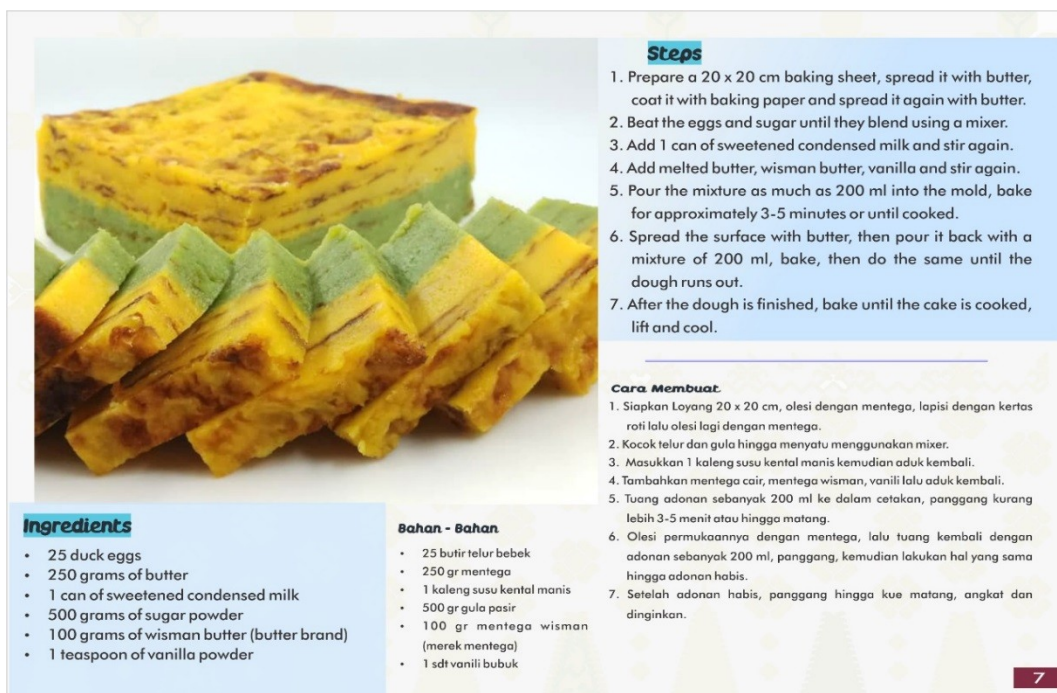 Steps
1. Prepare a 20 x 20 cm baking sheet, spread it with butter,
coat it with baking paper and spread it again with butter.
2. Beat the eggs and sugar until they blend using a mixer.
3. Add 1 can of sweetened condensed milk and stir again.
4. Add melted butter, wisman butter, vanilla and stir again.
5. Pour the mixture as much as 200 ml into the mold, bake
for approximately 3-5 minutes or until cooked.
6. Spread the surface with butter, then pour it back with a
mixture of 200 ml, bake, then do the same until the
dough runs out.
7. After the dough is finished, bake until the cake is cooked,
lift and cool.
Cara Membuat
1. Siapkan Loyang 20 x 20 cm, olesi dengan mentega, lapisi dengan kertas
roti lalu olesi lagi dengan mentega.
2. Kocok telur dan gula hingga menyatu menggunakan mixer.
3. Masukkan 1 kaleng susu kental manis kemudian aduk kembali.
4. Tambahkan mentega cair, mentega wisman, vanili lalu aduk kembali.
5. Tuang adonan sebanyak 200 ml ke dalam cetakan, panggang kurang
lebih 3-5 menit atau hingga matang.
6. Olesi permukaannya dengan mentega, lalu tuang kembali dengan
adonan sebanyak 200 ml, panggang, kemudian lakukan hal yang sama
hingga adonan habis.
7. Setelah adonan habis, panggang hingga kue matang, angkat dan
dinginkan.
Ingredients
• 25 duck eggs
• 250 grams of butter
• 1 can of sweetened condensed milk
• 500 grams of sugar powder
• 100 grams of wisman butter (butter brand)
• 1 teaspoon of vanilla powder
Bahan - Bahan
• 25 butir telur bebek
• 250 gr mentega
• 1 kaleng susu kental manis
• 500 gr gula pasir
• 100 gr mentega wisman
(merek mentega)
• 1 sdt vanili bubuk
7